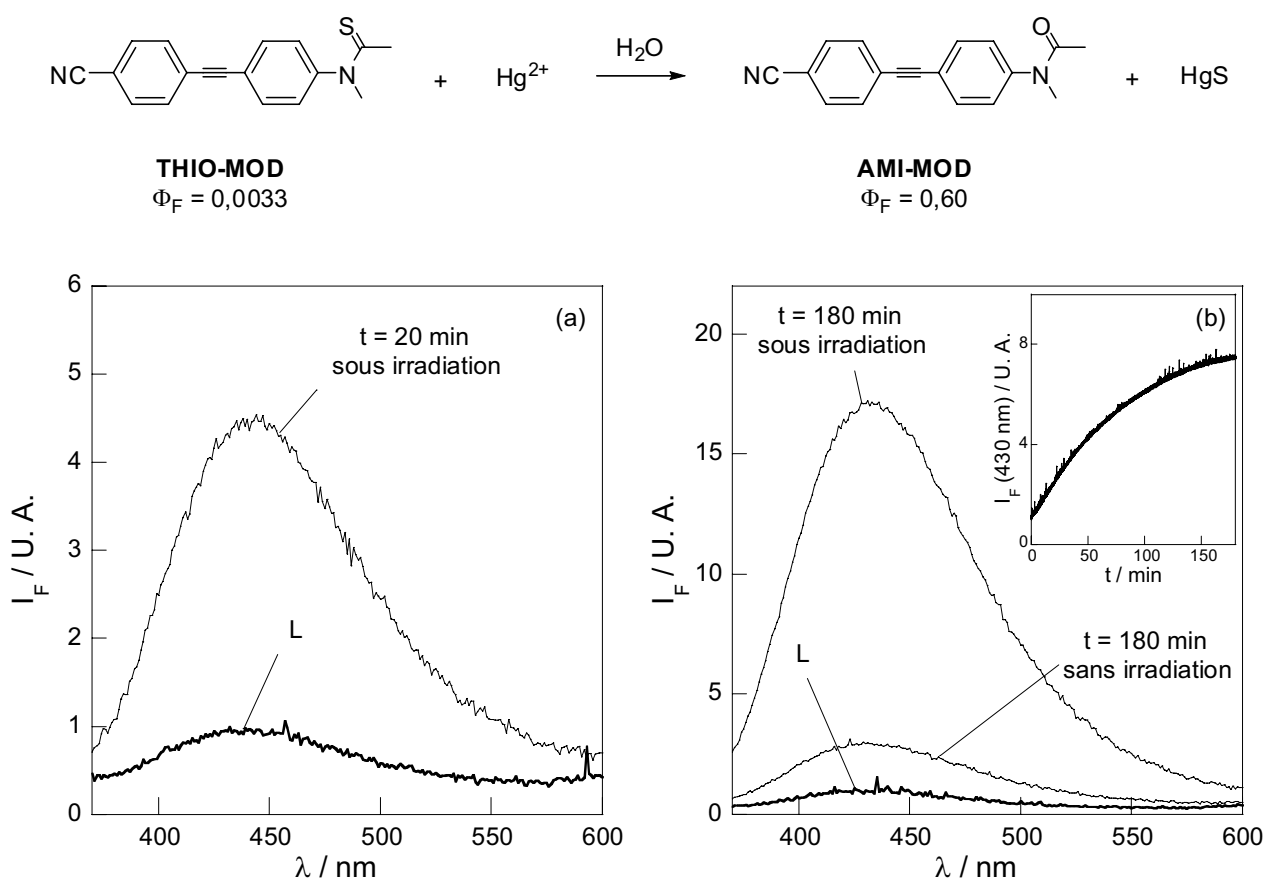 S
O
NC
N
+
Hg2+
H2O
NC
N
+
HgS
THIO-MOD
ΦF = 0,0033
AMI-MOD
ΦF = 0,60
(a)
t = 20 min
sous irradiation
L
IF / U. A.
6
5
4
3
2
1
0
400
450
500
550
600
λ / nm
(b)
t = 180 min
sous irradiation
L
t = 180 min
sans irradiation
IF / U. A.
20
15
10
5
0
400
450
500
550
600
λ / nm
IF (430 nm) / U. A.
8
4
0
0
50
100
150
t / min